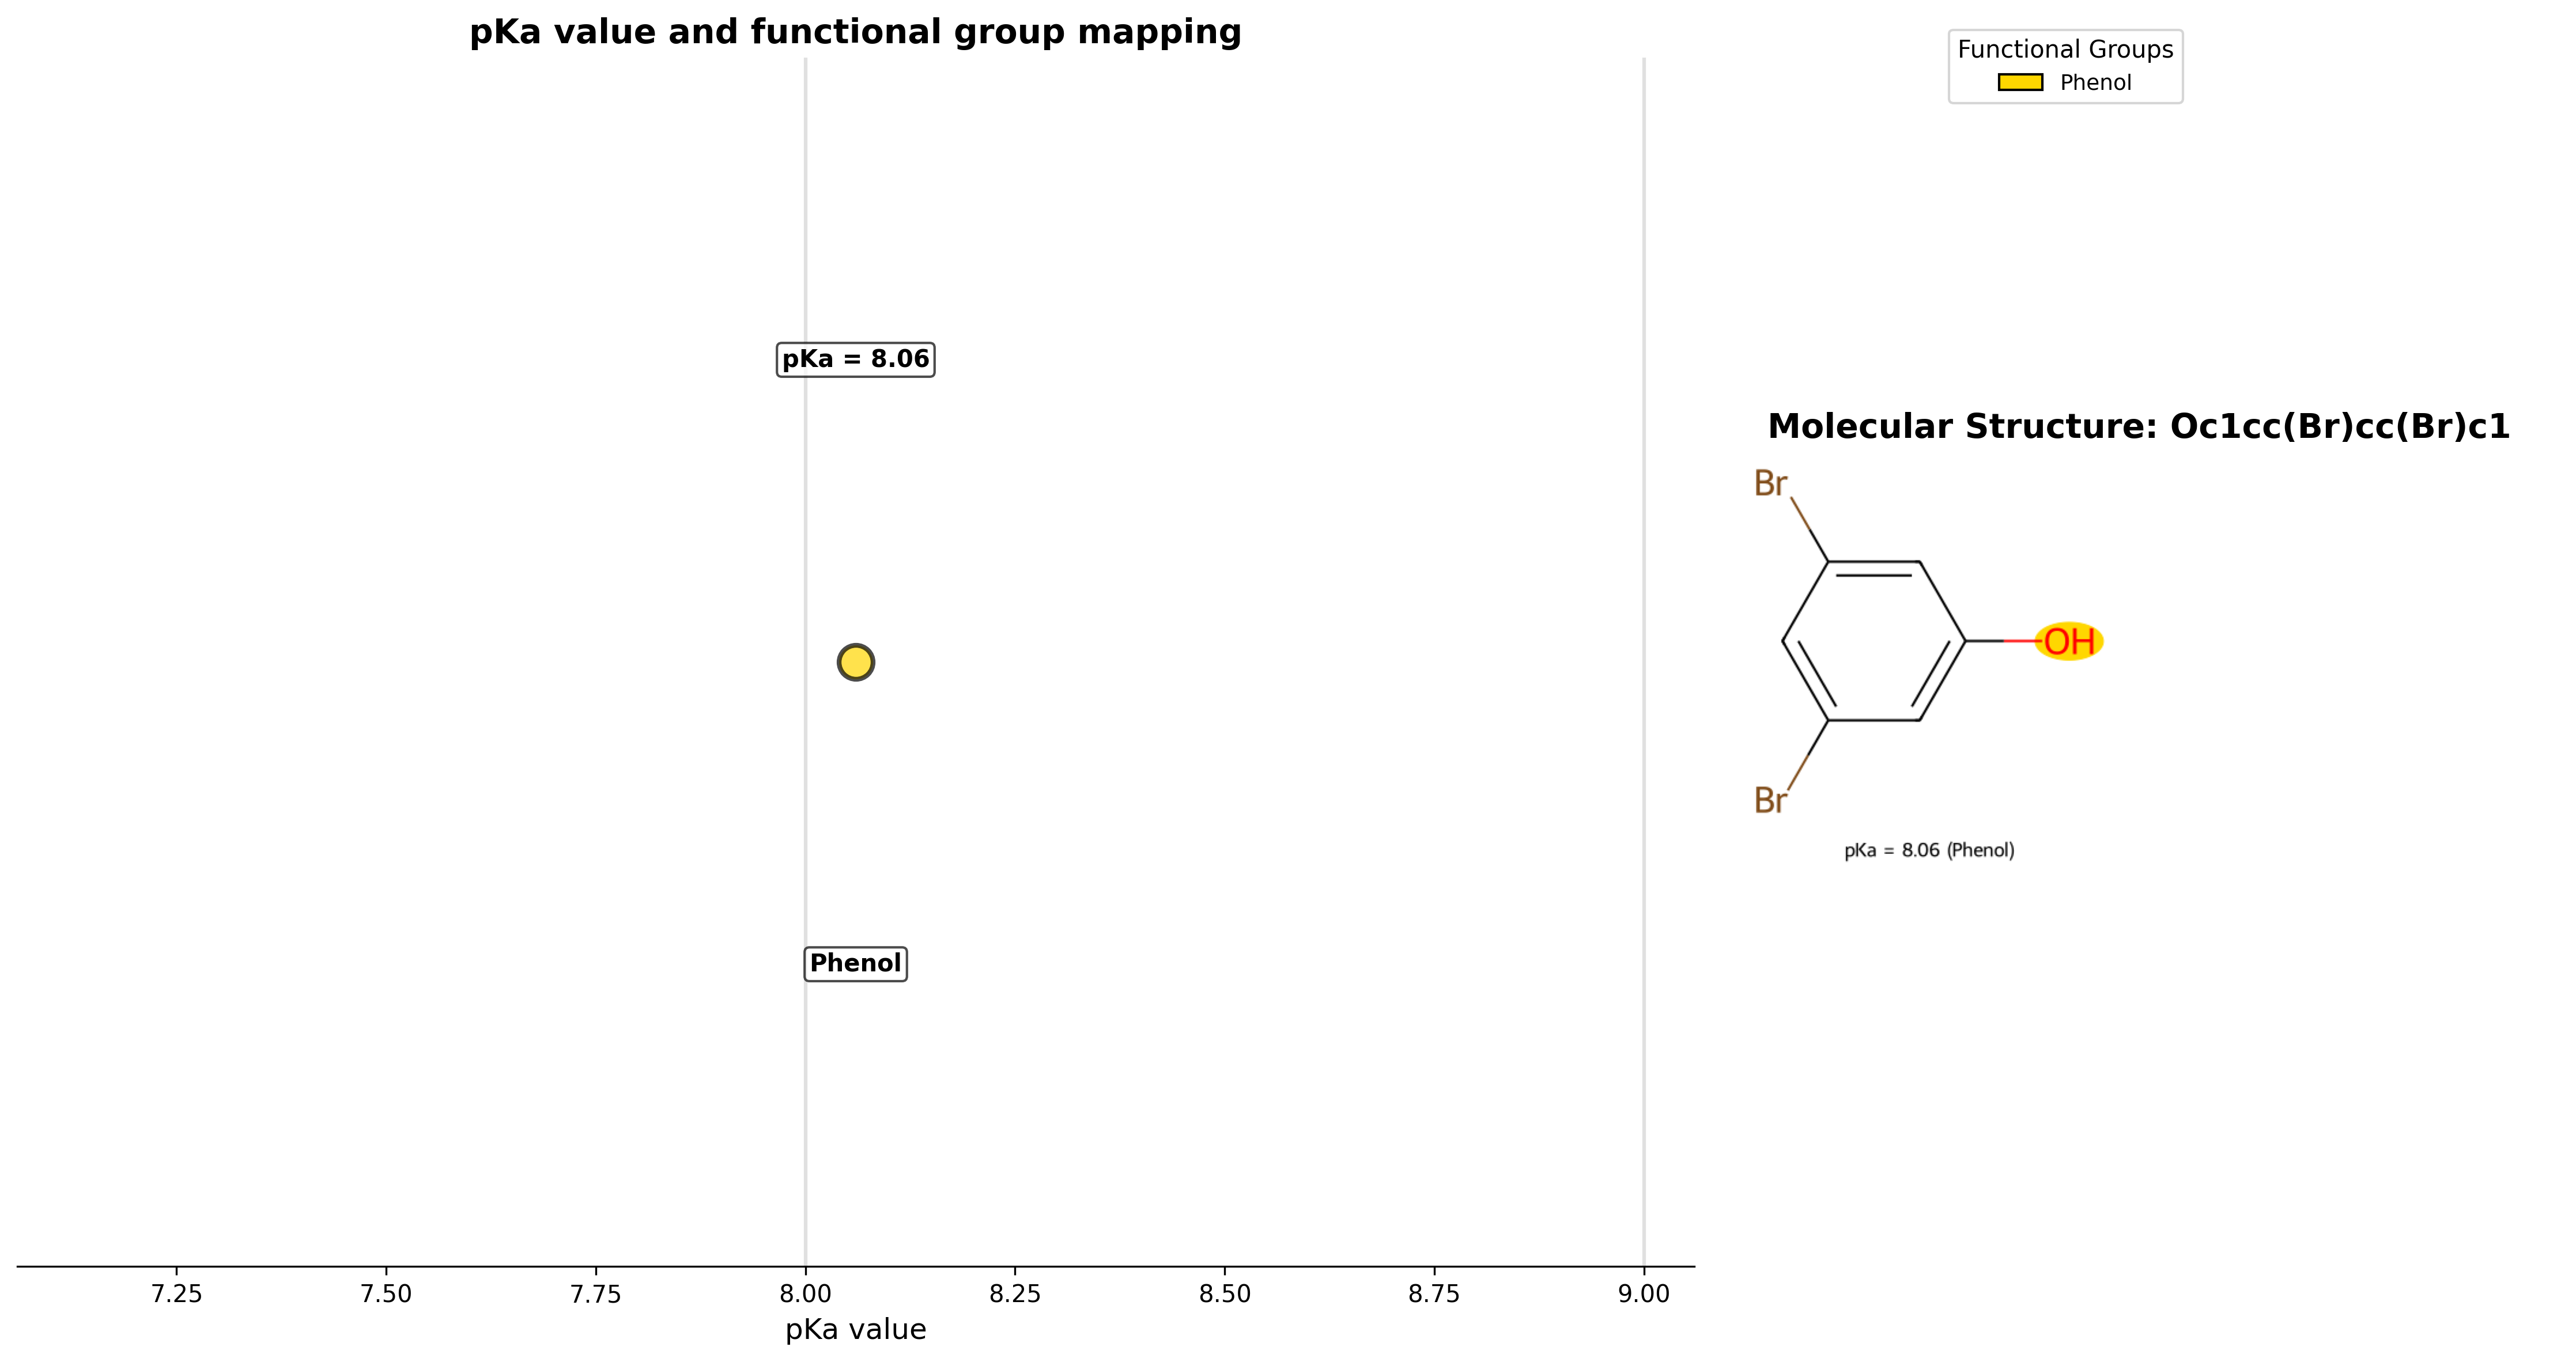 pKa value and functional group mapping
Functional Groups
Phenol
pKa = 8.06
Phenol
7.25 7.50 7.75 8.00 8.25 8.50 8.75 9.00
pKa value
Molecular Structure: Oc1cc(Br)cc(Br)c1
Br
OH
Br
pKa = 8.06 (Phenol)